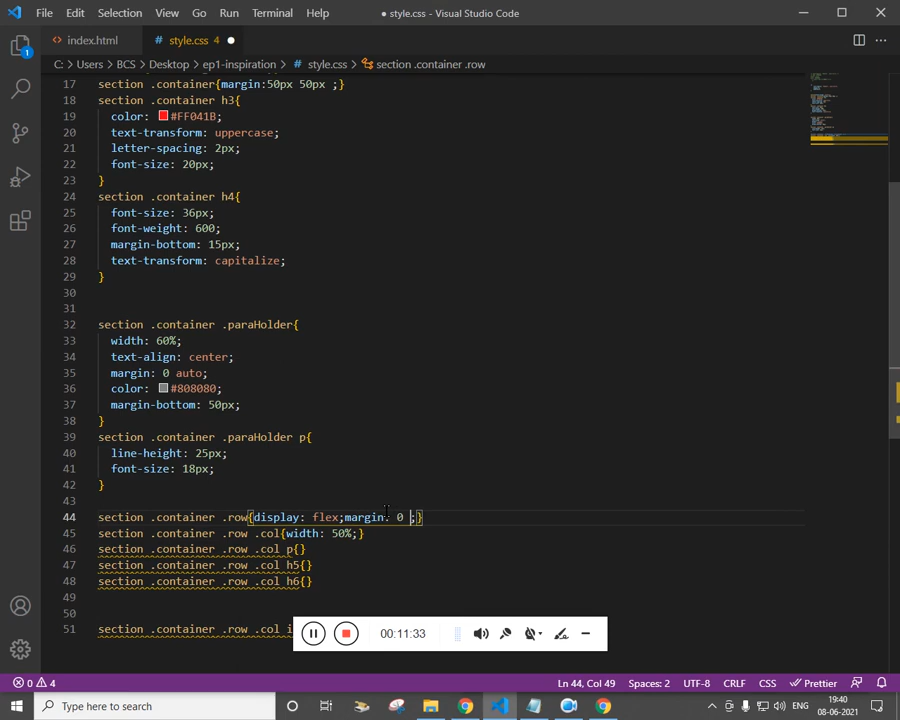 File Edit Selection View Go Run Terminal Help ● style.css - Visual Studio Code
<> index.html # style.css 4 ●
C: > Users > BCS > Desktop > ep1-inspiration > # style.css > section .container .row
17 section .container{margin:50px 50px ;}
18 section .container h3{
19 color: #FF041B;
20 text-transform: uppercase;
21 letter-spacing: 2px;
22 font-size: 20px;
23 }
24 section .container h4{
25 font-size: 36px;
26 font-weight: 600;
27 margin-bottom: 15px;
28 text-transform: capitalize;
29 }
30
31
32 section .container .paraHolder{
33 width: 60%;
34 text-align: center;
35 margin: 0 auto;
36 color: #808080;
37 margin-bottom: 50px;
38 }
39 section .container .paraHolder p{
40 line-height: 25px;
41 font-size: 18px;
42 }
43
44 section .container .row{display: flex;margin: 0 ;}
45 section .container .row .col{width: 50%;}
46 section .container .row .col p{}
47 section .container .row .col h5{}
48 section .container .row .col h6{}
49
50
51 section .container .row .col i
00:11:33
0 4 Ln 44, Col 49 Spaces: 2 UTF-8 CRLF CSS Prettier
1
Type here to search
ENG 19:40
08-06-2021